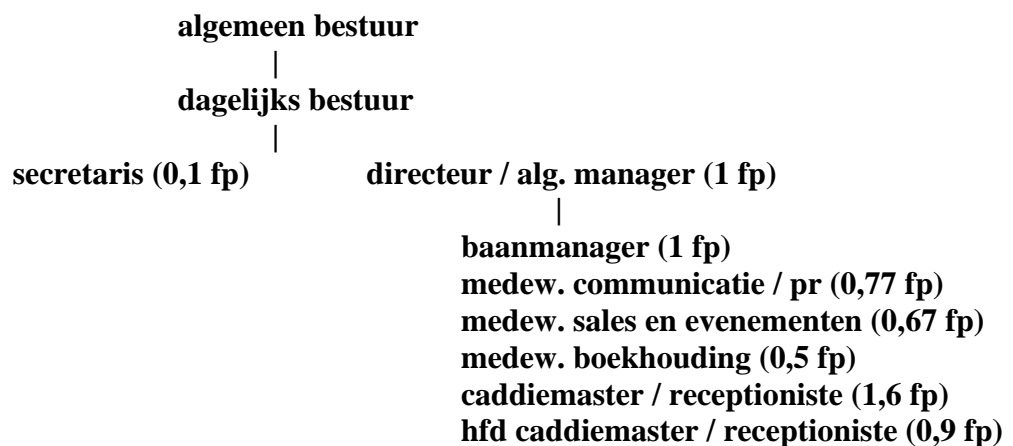 algemeen bestuur
|
dagelijks bestuur
|
secretaris (0,1 fp) directeur / alg. manager (1 fp)
|
baanmanager (1 fp)
medew. communicatie / pr (0,77 fp)
medew. sales en evenementen (0,67 fp)
medew. boekhouding (0,5 fp)
caddiemaster / receptioniste (1,6 fp)
hfd caddiemaster / receptioniste (0,9 fp)